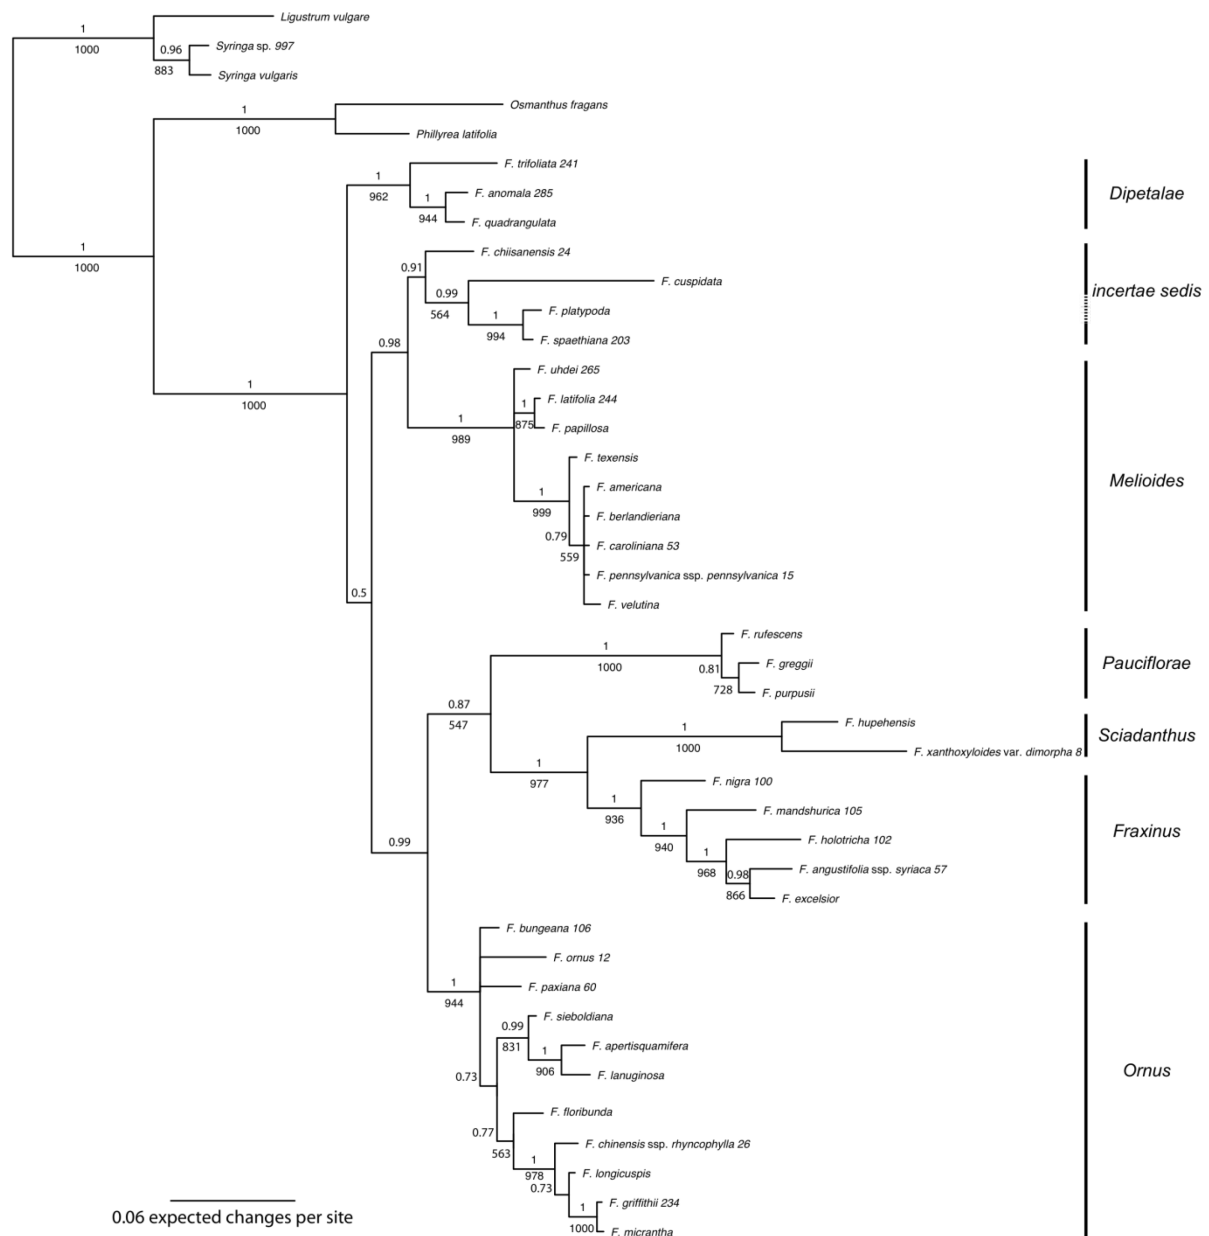 Ligustrum vulgare
1
1000
0.96
Syringa sp. 997
883
Syringa vulgaris
Osmanthus fragans
1
1000
Phillyrea latifolia
F. trifoliata 241
Dipetalae
1
962
F. anomala 285
1
944
F. quadrangulata
1
1000
F. chiisanensis 24
incertae sedis
0.91
F. cuspidata
0.99
564
F. platypoda
1
994
F. spaethiana 203
0.98
F. uhdei 265
Melioides
1
1000
F. latifolia 244
1
875
F. papillosa
1
989
F. texensis
F. americana
1
999
F. berlandieriana
0.79
559
F. caroliniana 53
F. pennsylvanica ssp. pennsylvanica 15
F. velutina
0.5
F. rufescens
Pauciflorae
1
1000
F. greggii
0.81
728
F. purpusii
0.87
547
F. hupehensis
Sciadanthus
1
1000
F. xanthoxyloides var. dimorpha 8
1
977
F. nigra 100
Fraxinus
1
936
F. mandshurica 105
1
940
F. holotricha 102
1
968
F. angustifolia ssp. syriaca 57
0.98
866
F. excelsior
0.99
F. bungeana 106
Ornus
F. ornus 12
1
944
F. paxiana 60
F. sieboldiana
0.99
831
F. apertisquamifera
1
906
F. lanuginosa
0.73
F. floribunda
0.77
563
F. chinensis ssp. rhyncophylla 26
1
978
F. longicuspis
0.73
F. griffithii 234
1
1000
F. micrantha
0.06 expected changes per site